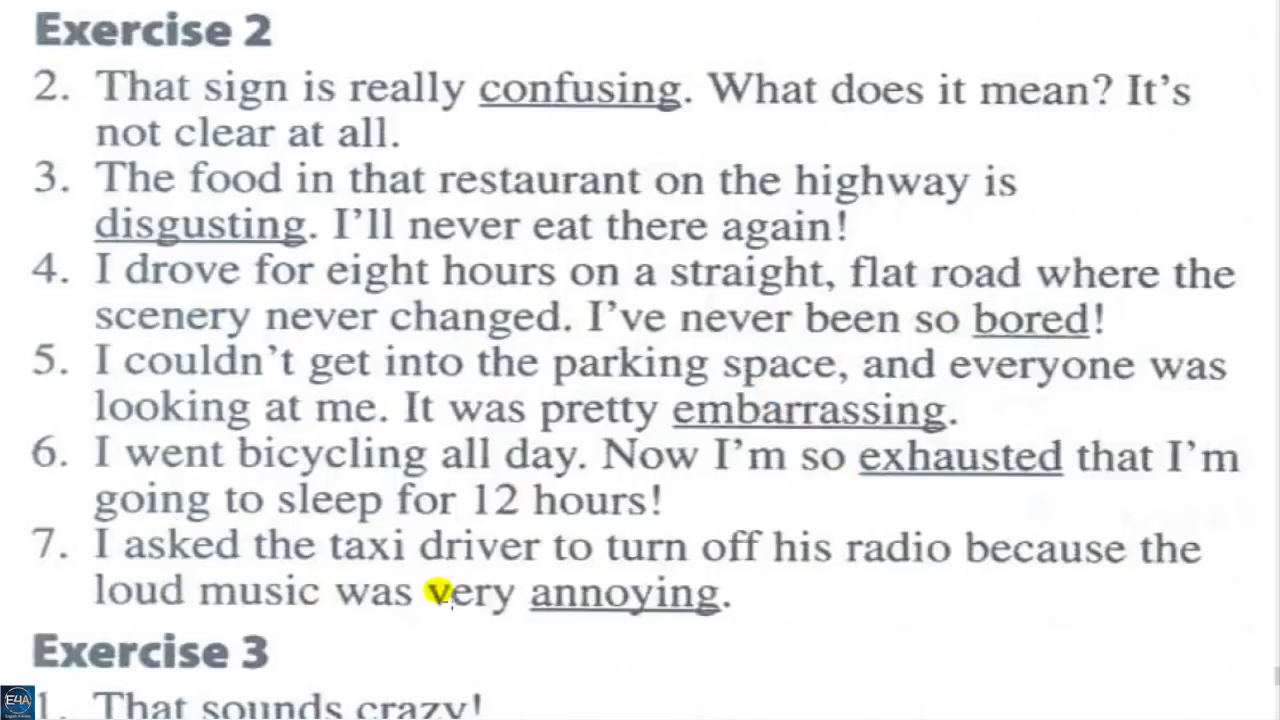 Exercise 2
2. That sign is really confusing. What does it mean? It's
not clear at all.
3. The food in that restaurant on the highway is
disgusting. I'll never eat there again!
4. I drove for eight hours on a straight, flat road where the
scenery never changed. I've never been so bored!
5. I couldn't get into the parking space, and everyone was
looking at me. It was pretty embarrassing.
6. I went bicycling all day. Now I'm so exhausted that I'm
going to sleep for 12 hours!
7. I asked the taxi driver to turn off his radio because the
loud music was very annoying.
Exercise 3
1. That sounds crazy!
E4A